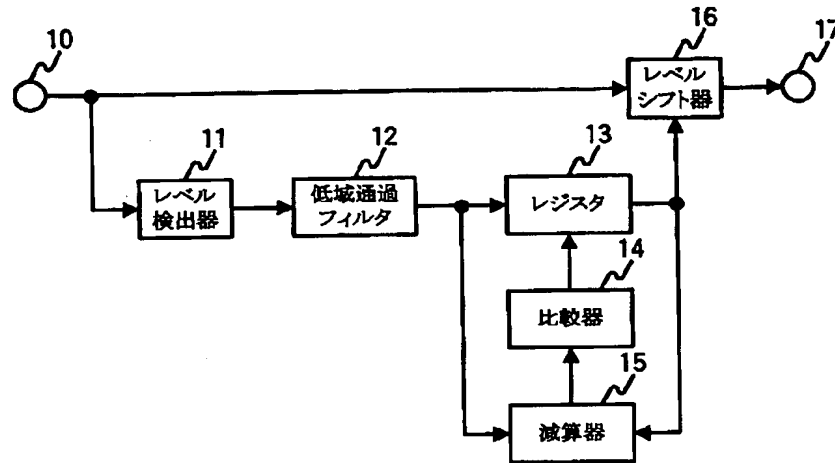 10
16
17
レベル
シフト器
11
12
13
レベル
検出器
低域通過
フィルタ
レジスタ
14
比較器
15
減算器